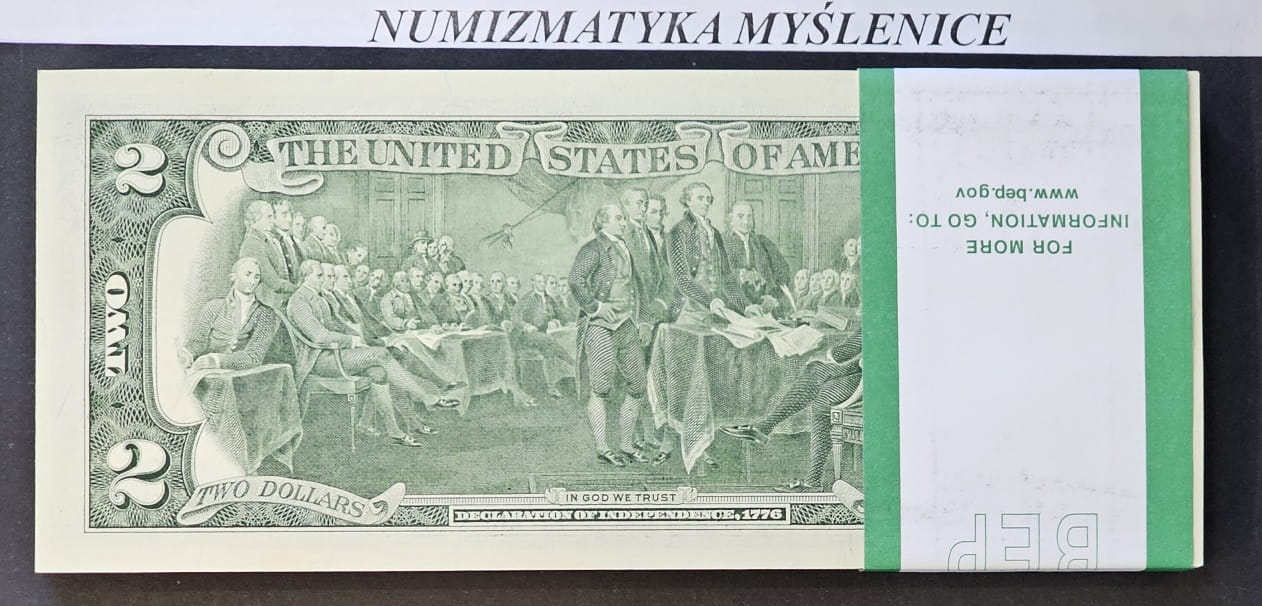 NUMIZMATYKA MYŚLENICE
THE UNITED STATES OF AME
2
TWO
2
TWO DOLLARS
IN GOD WE TRUST
DECLARATION OF INDEPENDENCE, 1776
FOR MORE
INFORMATION, GO TO:
www.bep.gov
BEP